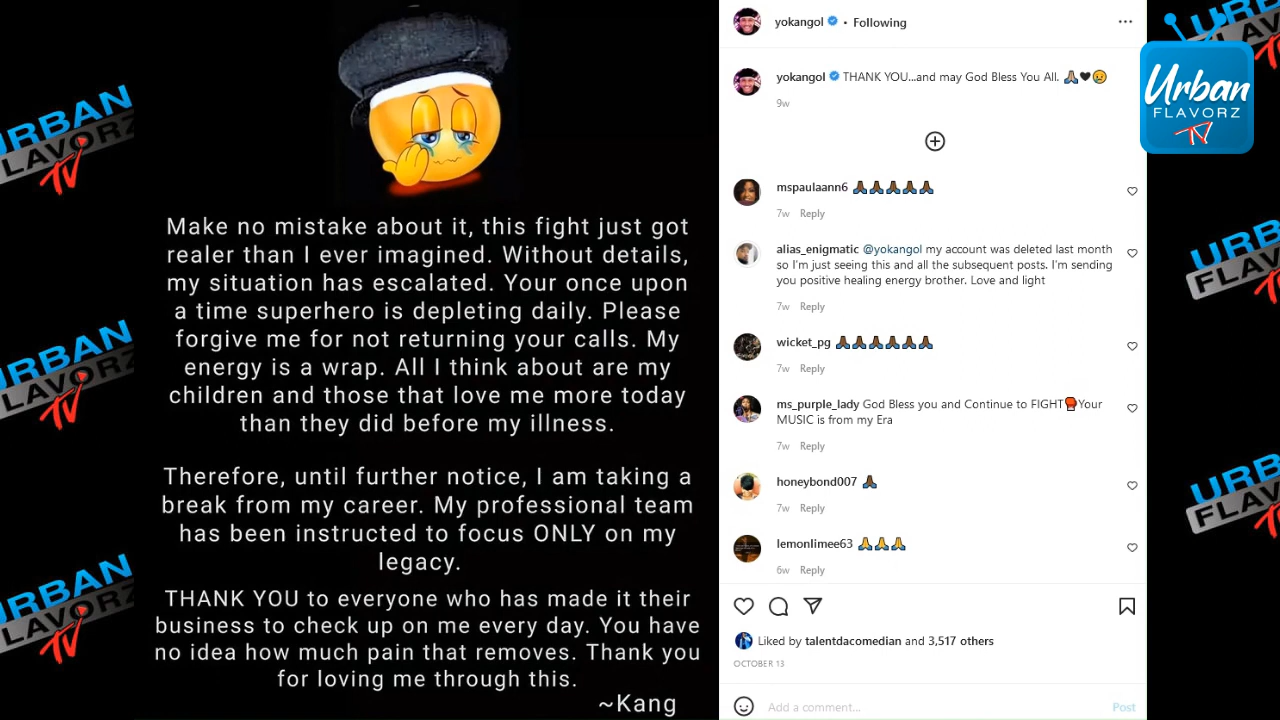 Make no mistake about it, this fight just got
realer than I ever imagined. Without details,
my situation has escalated. Your once upon
a time superhero is depleting daily. Please
forgive me for not returning your calls. My
energy is a wrap. All I think about are my
children and those that love me more today
than they did before my illness.
Therefore, until further notice, I am taking a
break from my career. My professional team
has been instructed to focus ONLY on my
legacy.
THANK YOU to everyone who has made it their
business to check up on me every day. You have
no idea how much pain that removes. Thank you
for loving me through this.
~Kang
yokangol • Following
yokangol THANK YOU...and may God Bless You All. 🙏🏽🖤😥
9w
mspaulaann6 🙏🏾🙏🏾🙏🏾🙏🏾🙏🏾
7w Reply
alias_enigmatic @yokangol my account was deleted last month
so I'm just seeing this and all the subsequent posts. I'm sending
you positive healing energy brother. Love and light
7w Reply
wicket_pg 🙏🏾🙏🏾🙏🏾🙏🏾🙏🏾🙏🏾
7w Reply
ms_purple_lady God Bless you and Continue to FIGHT🥊Your
MUSIC is from my Era
7w Reply
honeybond007 🙏🏾
7w Reply
lemonlimee63 🙏🙏🙏
6w Reply
Liked by talentdacomedian and 3,517 others
OCTOBER 13
Add a comment... Post
Urban
FLAVORZ
TV
URBAN
FLAVORZ
TV
URBAN
FLAVORZ
TV
URBAN
FLAVORZ
TV